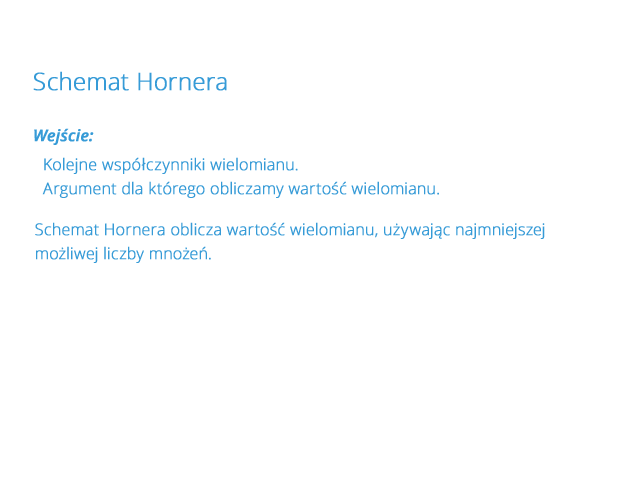 Schemat Hornera
Wejście:
Kolejne współczynniki wielomianu.
Argument dla którego obliczamy wartość wielomianu.
Schemat Hornera oblicza wartość wielomianu, używając najmniejszej
możliwej liczby mnożeń.